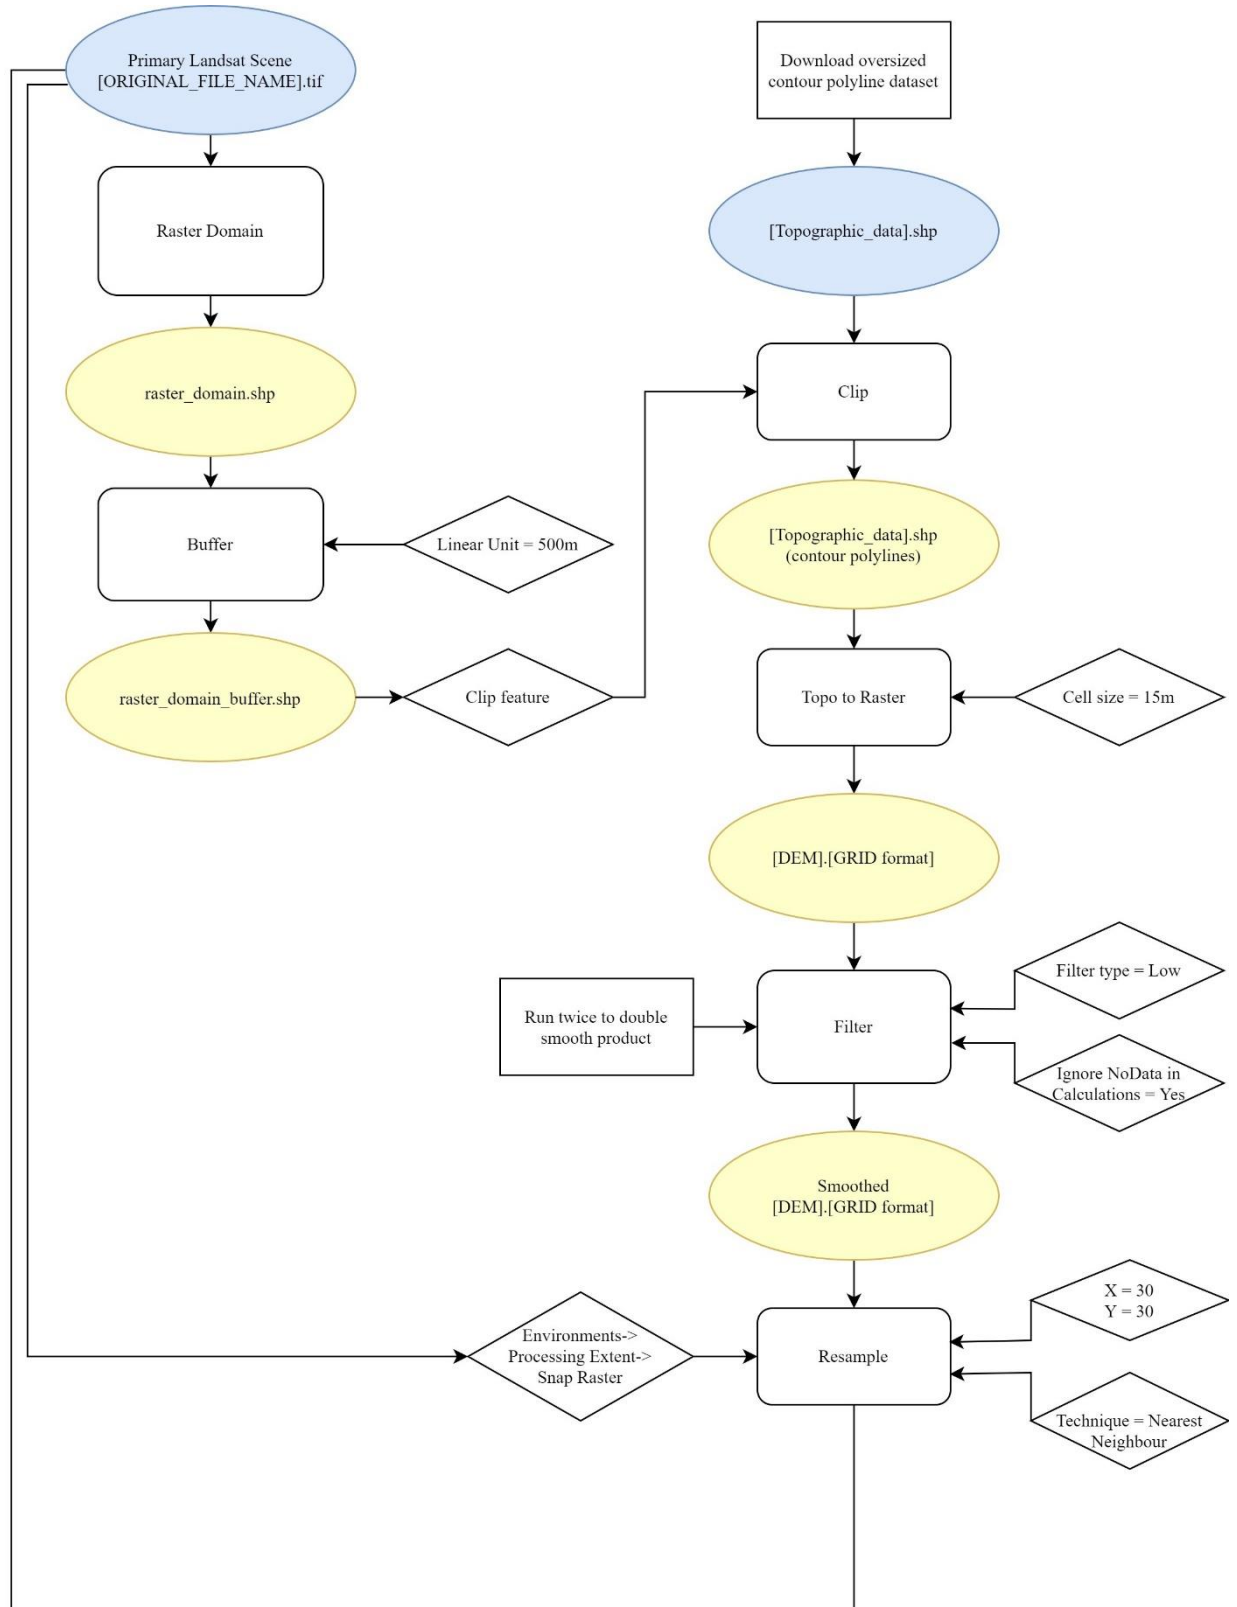 Primary Landsat Scene
[ORIGINAL_FILE_NAME].tif
Download oversized
contour polyline dataset
Raster Domain
[Topographic_data].shp
raster_domain.shp
Clip
Buffer
Linear Unit = 500m
[Topographic_data].shp
(contour polylines)
raster_domain_buffer.shp
Clip feature
Topo to Raster
Cell size = 15m
[DEM].[GRID format]
Filter type = Low
Run twice to double
smooth product
Filter
Ignore NoData in
Calculations = Yes
Smoothed
[DEM].[GRID format]
X = 30
Y = 30
Environments->
Processing Extent->
Snap Raster
Resample
Technique = Nearest
Neighbour